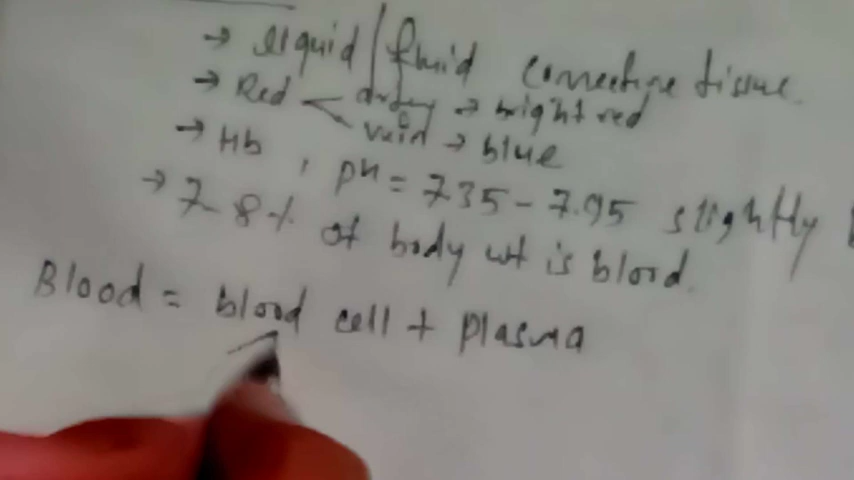 → liquid / fluid connective tissue.
→ Red < artery → bright red
vein → blue
→ Hb, pH = 7.35 - 7.95 slightly
→ 7-8% of body wt is blood.
Blood = blood cell + plasma